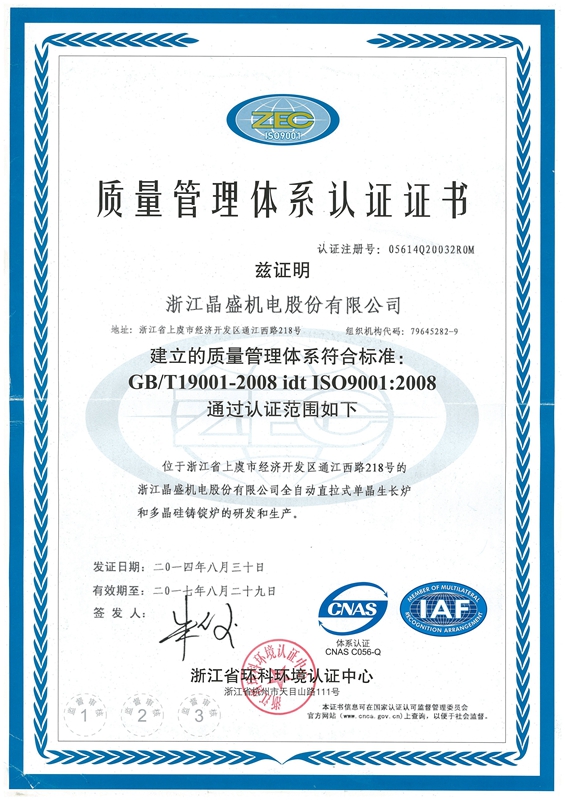 ZEC
ISO9001
质量管理体系认证证书
认证注册号：05614Q20032R0M
兹证明
浙江晶盛机电股份有限公司
地址：浙江省上虞市经济开发区通江西路218号 组织机构代码：79645282-9
建立的质量管理体系符合标准：
GB/T19001-2008 idt ISO9001:2008
通过认证范围如下
位于浙江省上虞市经济开发区通江西路218号的
浙江晶盛机电股份有限公司全自动直拉式单晶生长炉
和多晶硅铸锭炉的研发和生产。
发证日期：二○一四年八月三十日
有效期至：二○一七年八月二十九日
签发人：
CNAS
体系认证
CNAS C056-Q
MEMBER OF MULTILATERAL
IAF
RECOGNITION ARRANGEMENT
浙江省环科环境认证中心
浙江省杭州市天目山路111号
监督审核
1
监督审核
2
监督审核
3
本证书信息可在国家认证认可监督管理委员会
官方网站（www.cnca.gov.cn）上查询，以便于社会监督。